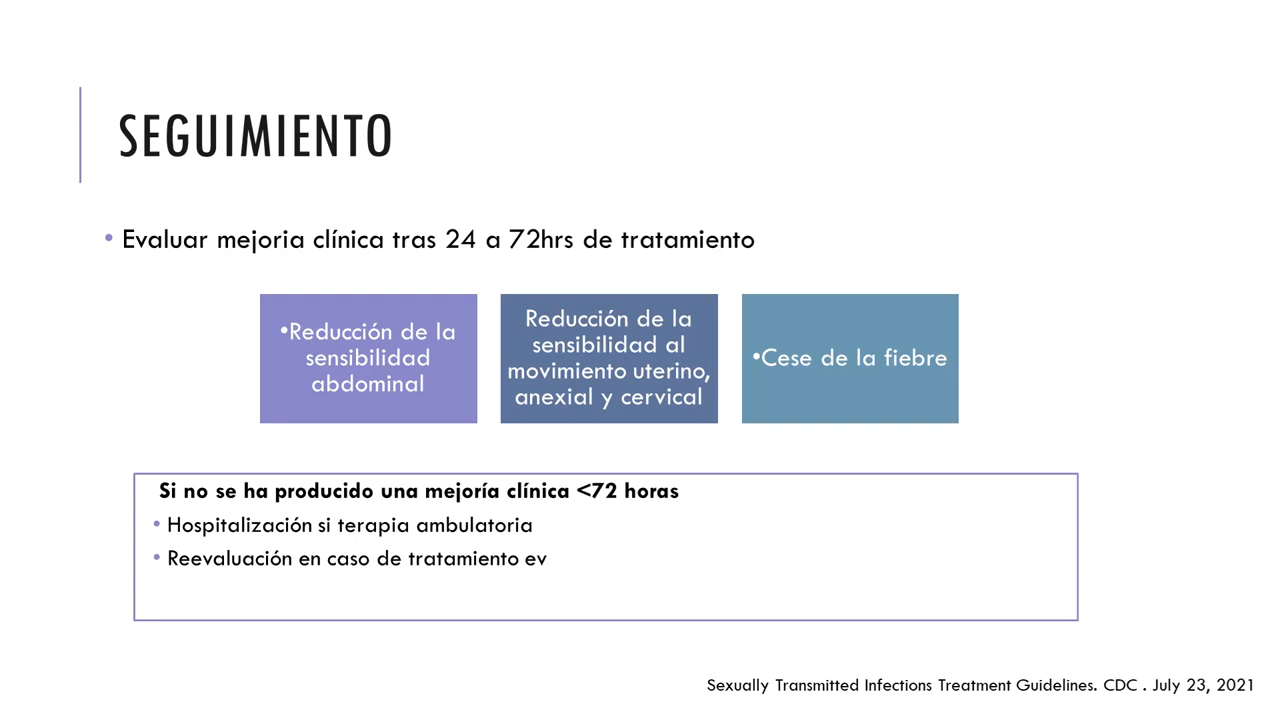 SEGUIMIENTO
• Evaluar mejoria clínica tras 24 a 72hrs de tratamiento
•Reducción de la
sensibilidad
abdominal
Reducción de la
sensibilidad al
movimiento uterino,
anexial y cervical
•Cese de la fiebre
Si no se ha producido una mejoría clínica <72 horas
• Hospitalización si terapia ambulatoria
• Reevaluación en caso de tratamiento ev
Sexually Transmitted Infections Treatment Guidelines. CDC . July 23, 2021